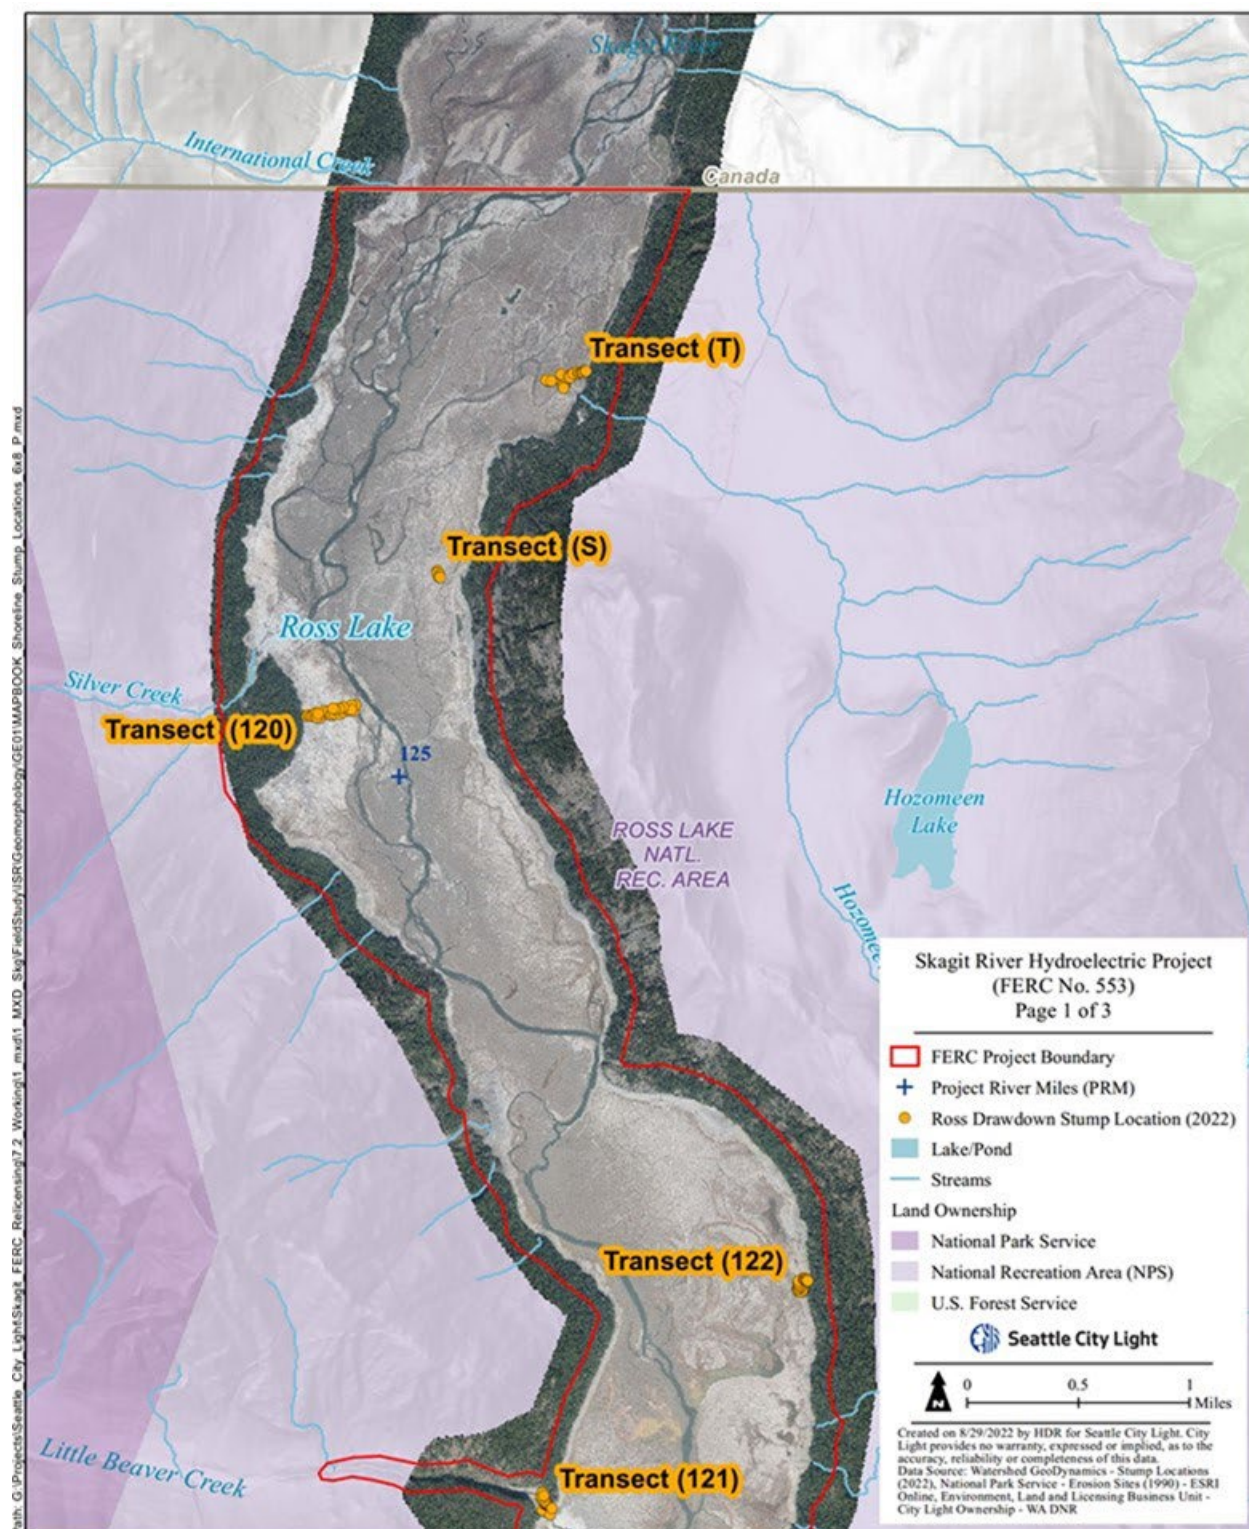 Skagit River
International Creek
Canada
Transect (T)
Transect (S)
Ross Lake
Silver Creek
Transect (120)
125
Hozomeen
Lake
ROSS LAKE
NATL.
REC. AREA
Transect (122)
Little Beaver Creek
Transect (121)
Skagit River Hydroelectric Project
(FERC No. 553)
Page 1 of 3
FERC Project Boundary
Project River Miles (PRM)
Ross Drawdown Stump Location (2022)
Lake/Pond
Streams
Land Ownership
National Park Service
National Recreation Area (NPS)
U.S. Forest Service
Seattle City Light
N
0 0.5 1
Miles
Created on 8/29/2022 by HDR for Seattle City Light. City
Light provides no warranty, expressed or implied, as to the
accuracy, reliability or completeness of this data.
Data Source: Watershed GeoDynamics - Stump Locations
(2022), National Park Service - Erosion Sites (1990) - ESRI
Online, Environment, Land and Licensing Business Unit -
City Light Ownership - WA DNR